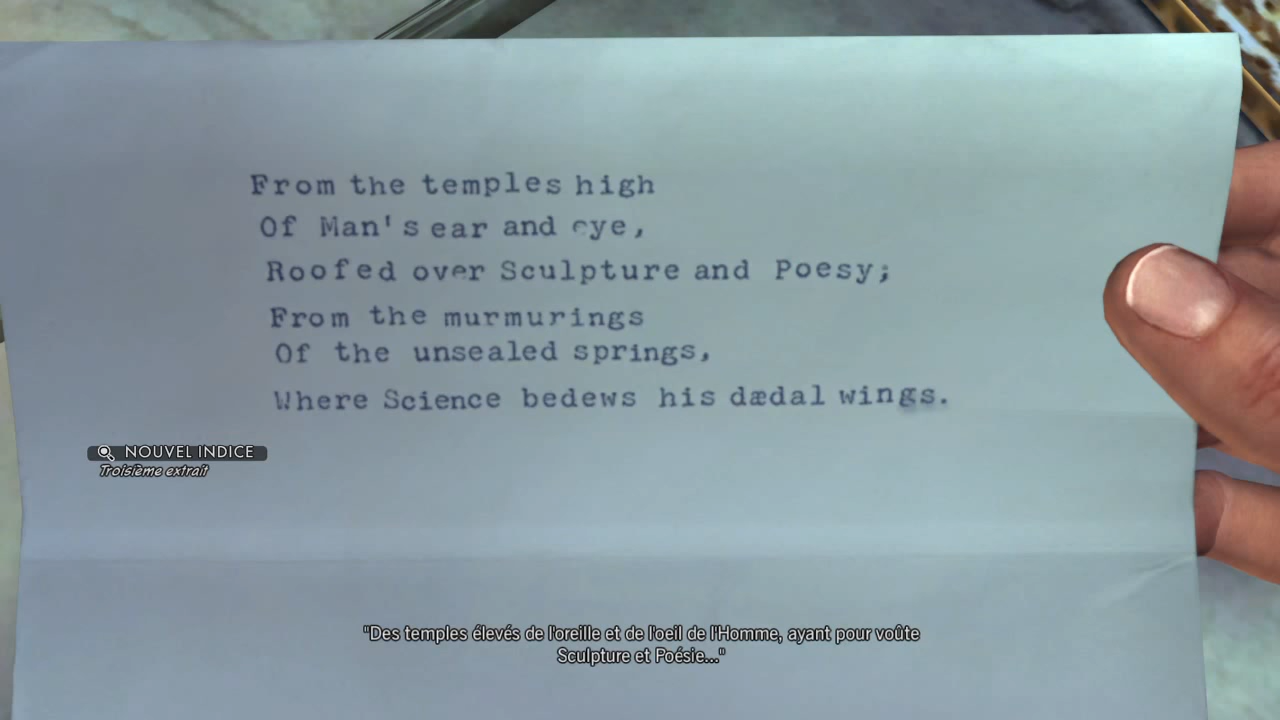 From the temples high
Of Man's ear and eye,
Roofed over Sculpture and Poesy;
From the murmurings
Of the unsealed springs,
Where Science bedews his dædal wings.
NOUVEL INDICE
Troisième extrait
"Des temples élevés de l'oreille et de l'oeil de l'Homme, ayant pour voûte
Sculpture et Poésie..."